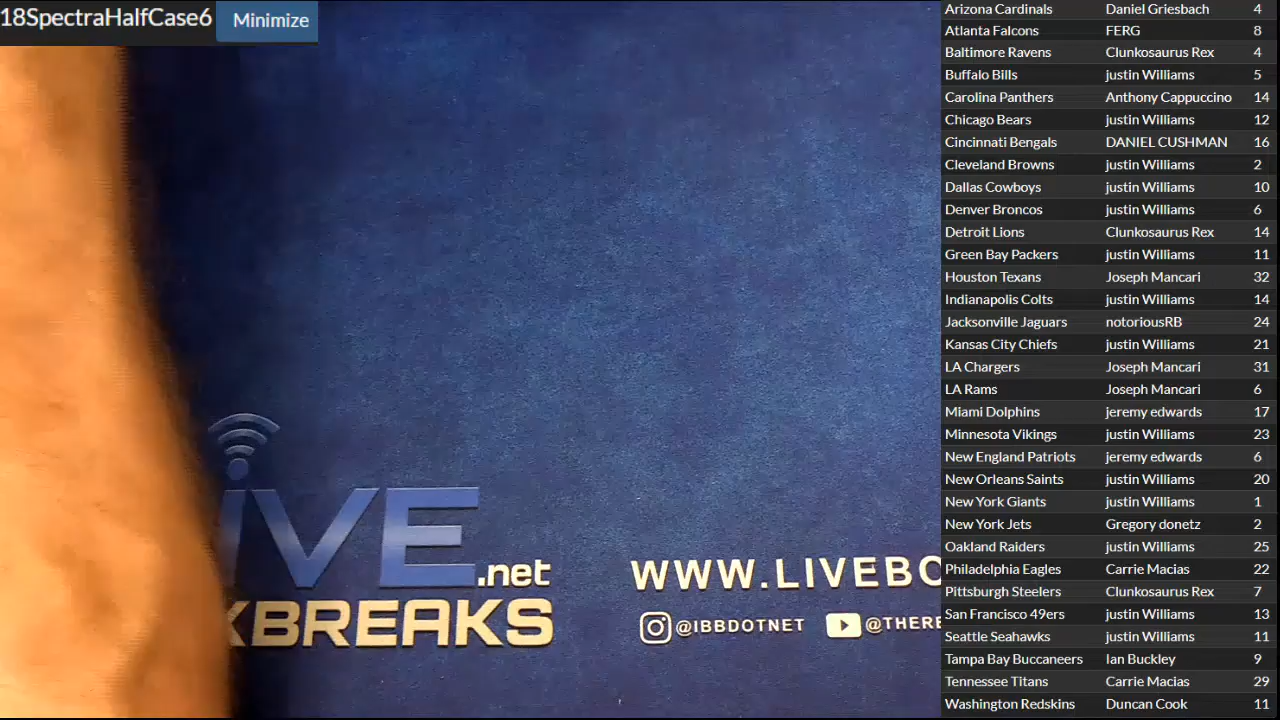 18SpectraHalfCase6 Minimize
Arizona Cardinals Daniel Griesbach 4
Atlanta Falcons FERG 8
Baltimore Ravens Clunkosaurus Rex 4
Buffalo Bills justin Williams 5
Carolina Panthers Anthony Cappuccino 14
Chicago Bears justin Williams 12
Cincinnati Bengals DANIEL CUSHMAN 16
Cleveland Browns justin Williams 2
Dallas Cowboys justin Williams 10
Denver Broncos justin Williams 6
Detroit Lions Clunkosaurus Rex 14
Green Bay Packers justin Williams 11
Houston Texans Joseph Mancari 32
Indianapolis Colts justin Williams 14
Jacksonville Jaguars notoriousRB 24
Kansas City Chiefs justin Williams 21
LA Chargers Joseph Mancari 31
LA Rams Joseph Mancari 6
Miami Dolphins jeremy edwards 17
Minnesota Vikings justin Williams 23
New England Patriots jeremy edwards 6
New Orleans Saints justin Williams 20
New York Giants justin Williams 1
New York Jets Gregory donetz 2
Oakland Raiders justin Williams 25
Philadelphia Eagles Carrie Macias 22
Pittsburgh Steelers Clunkosaurus Rex 7
San Francisco 49ers justin Williams 13
Seattle Seahawks justin Williams 11
Tampa Bay Buccaneers Ian Buckley 9
Tennessee Titans Carrie Macias 29
Washington Redskins Duncan Cook 11
IVE.net
XBREAKS
WWW.LIVEBO
@IBBDOTNET @THERE